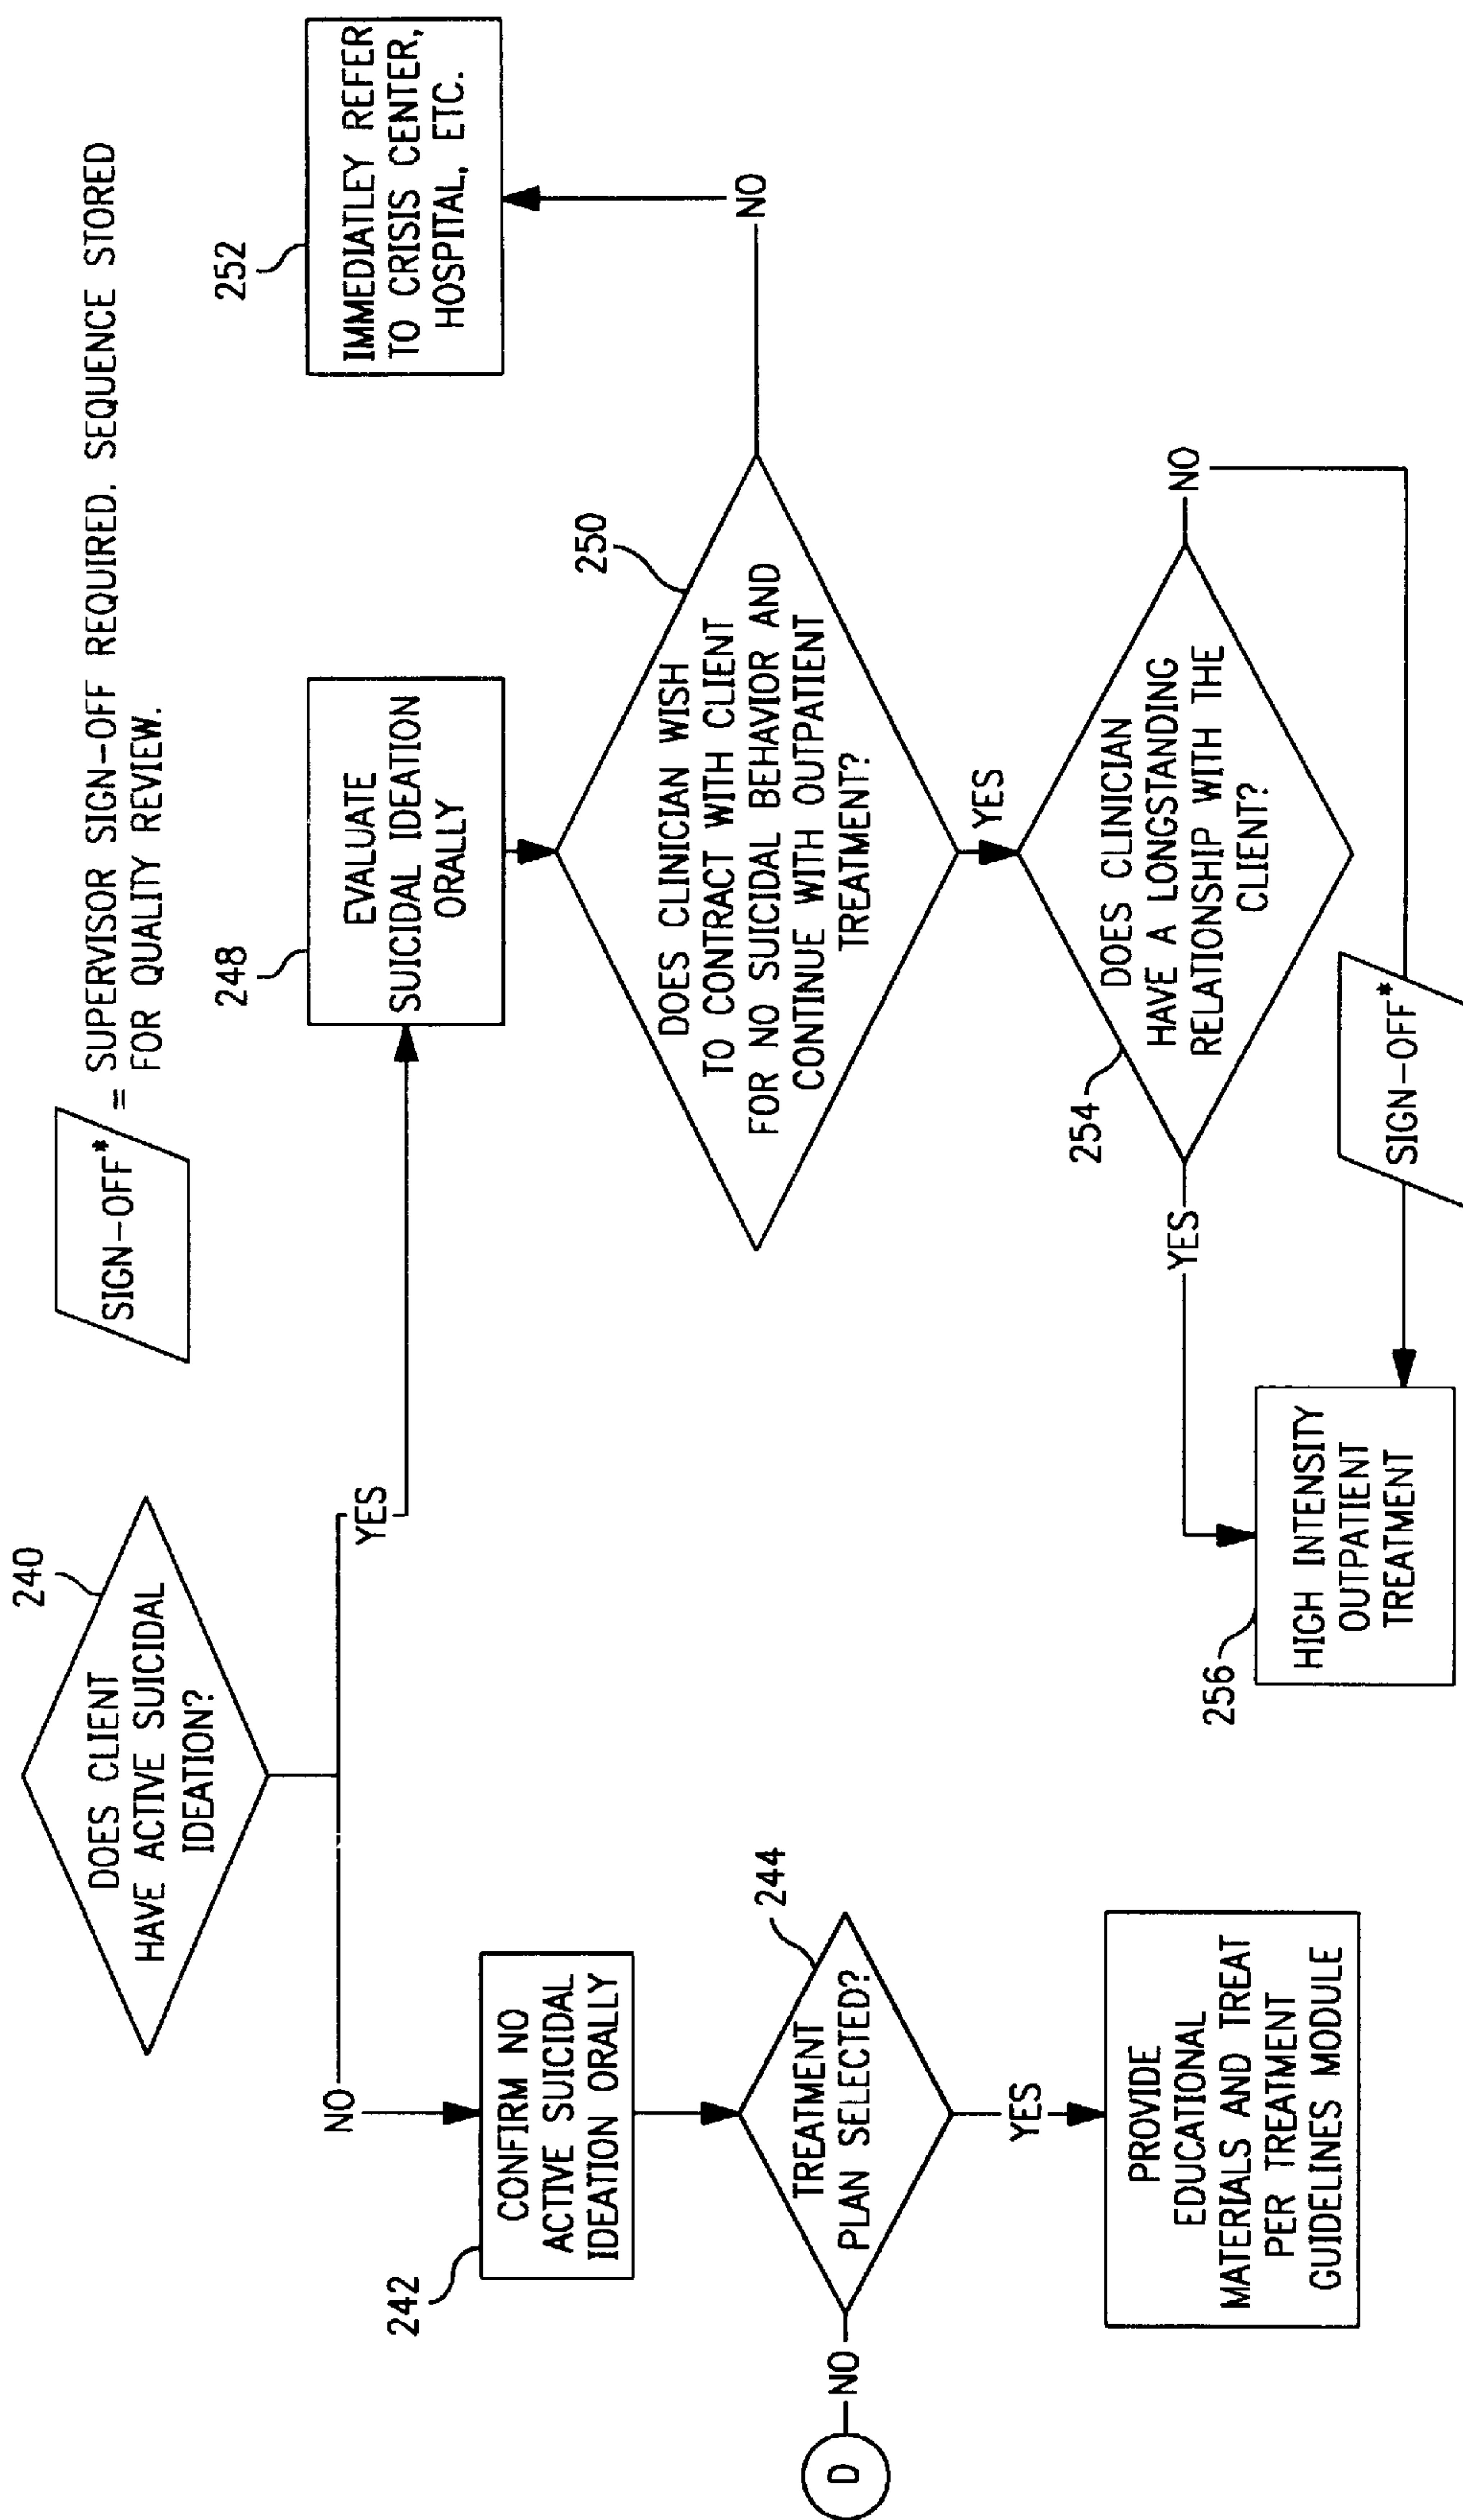 240
DOES CLIENT
HAVE ACTIVE SUICIDAL
IDEATION?
SIGN-OFF*
= SUPERVISOR SIGN-OFF REQUIRED. SEQUENCE STORED
FOR QUALITY REVIEW.
NO
YES
242
CONFIRM NO
ACTIVE SUICIDAL
IDEATION ORALLY
248
EVALUATE
SUICIDAL IDEATION
ORALLY
252
IMMEDIATLEY REFER
TO CRISIS CENTER,
HOSPITAL, ETC.
244
TREATMENT
PLAN SELECTED?
D
NO
YES
250
DOES CLINICIAN WISH
TO CONTRACT WITH CLIENT
FOR NO SUICIDAL BEHAVIOR AND
CONTINUE WITH OUTPATIENT
TREATMENT?
NO
YES
PROVIDE
EDUCATIONAL
MATERIALS AND TREAT
PER TREATMENT
GUIDELINES MODULE
254
DOES CLINICIAN
HAVE A LONGSTANDING
RELATIONSHIP WITH THE
CLIENT?
YES
NO
256
HIGH INTENSITY
OUTPATIENT
TREATMENT
SIGN-OFF*